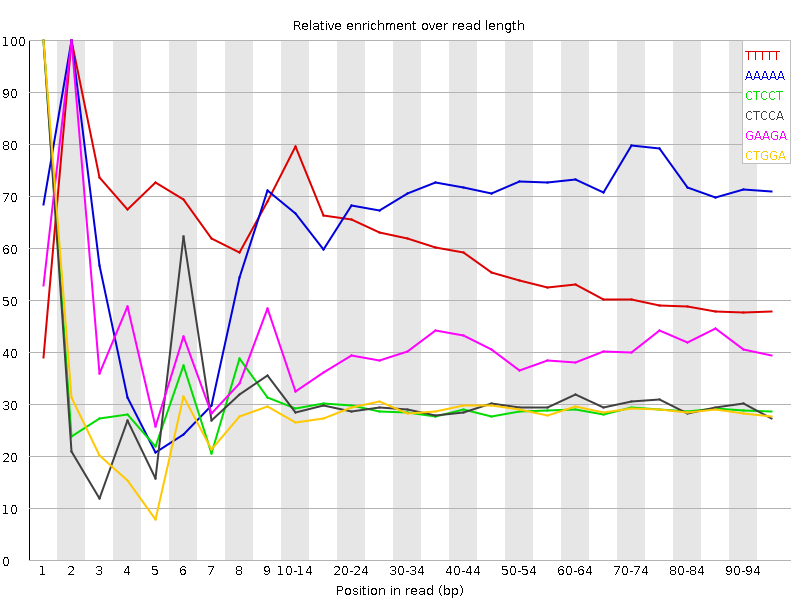 Relative enrichment over read length
100
90
80
70
60
50
40
30
20
10
0
TTTTT
AAAAA
CTCCT
CTCCA
GAAGA
CTGGA
1 2 3 4 5 6 7 8 9 10-14 20-24 30-34 40-44 50-54 60-64 70-74 80-84 90-94
Position in read (bp)